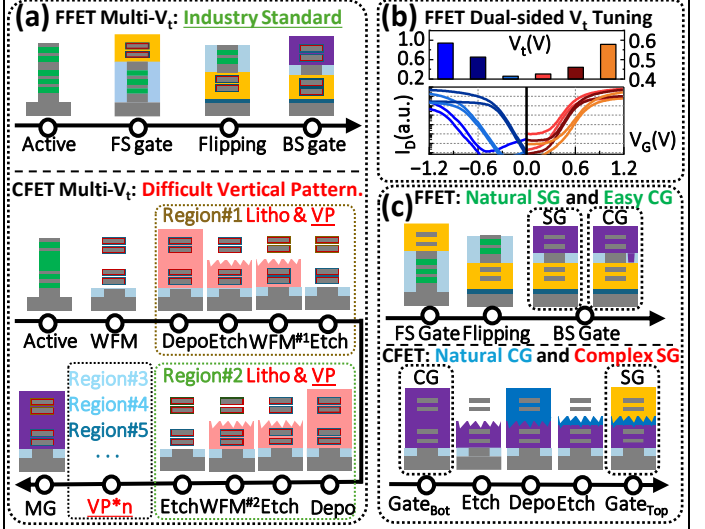 (a) FFET Multi-Vt: Industry Standard
Active FS gate Flipping BS gate
CFET Multi-Vt: Difficult Vertical Pattern.
Region#1 Litho & VP
Active WFM Depo Etch WFM#1 Etch
Region#3
Region#4
Region#5
...
Region#2 Litho & VP
MG VP*n Etch WFM#2 Etch Depo
(b) FFET Dual-sided Vt Tuning
1.0 Vt(V) 0.6
0.6 0.5
0.2 0.4
ID(a.u.) VG(V)
−1.2 −0.6 0.0 0.6 1.2
(c) FFET: Natural SG and Easy CG
SG CG
FS Gate Flipping BS Gate
CFET: Natural CG and Complex SG
CG SG
GateBot Etch Depo Etch GateTop